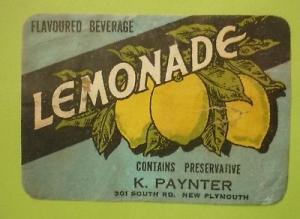 FLAVOURED BEVERAGE
LEMONADE
CONTAINS PRESERVATIVE
K. PAYNTER
301 SOUTH RD. NEW PLYMOUTH